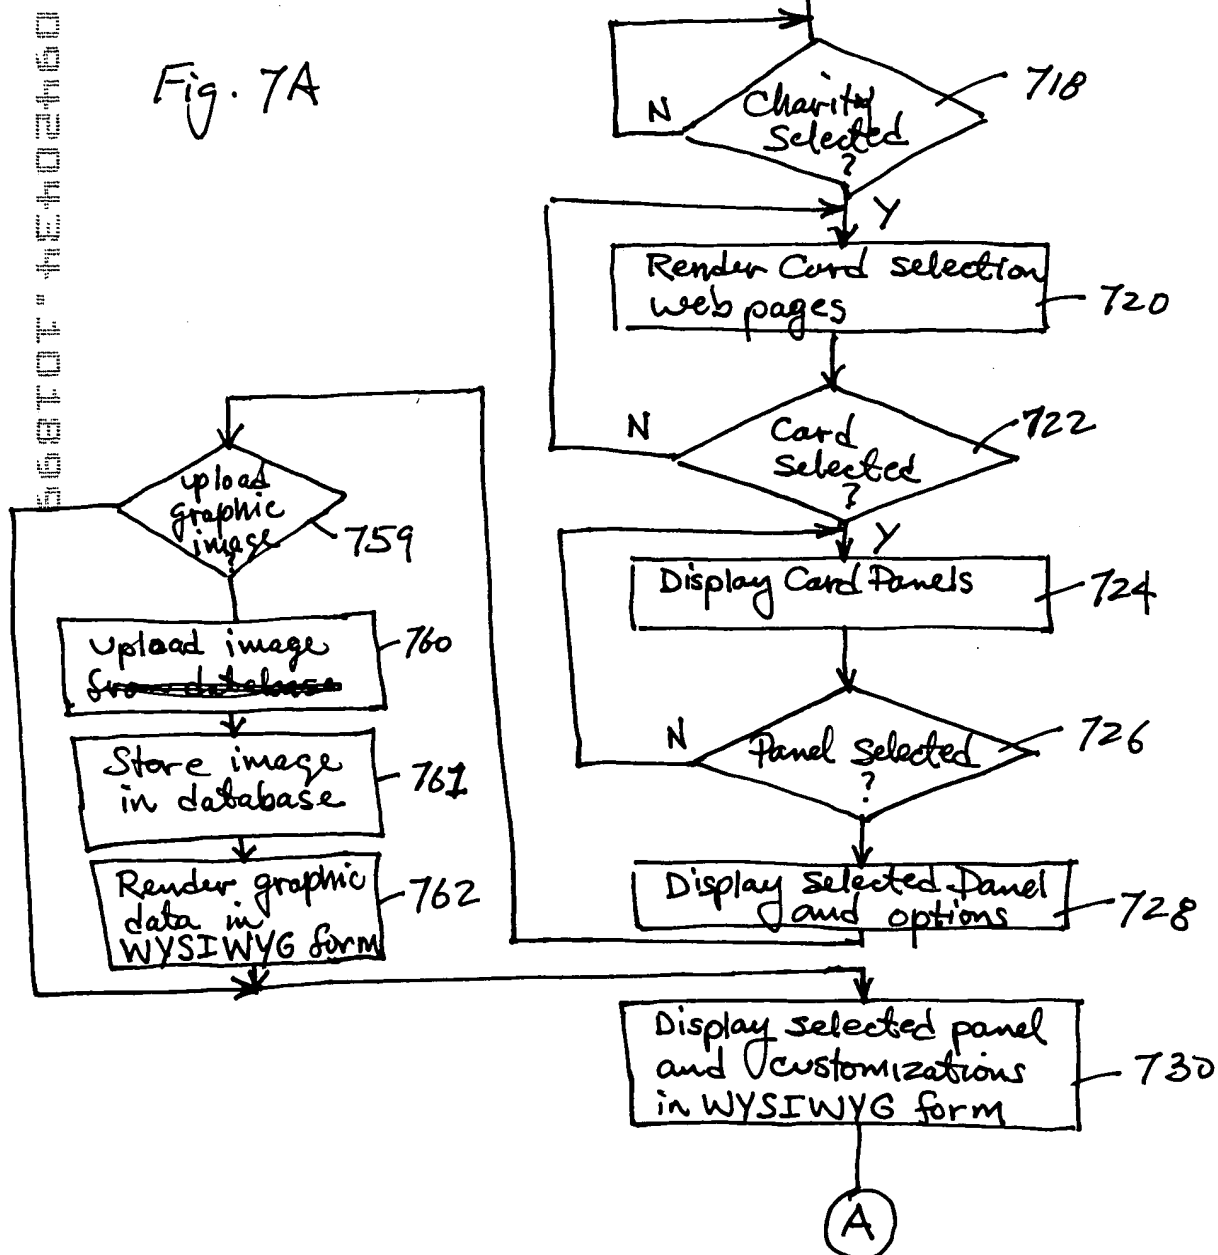 Fig. 7A
Charity
Selected
?
718
N
Y
Render Card selection
web pages
720
Card
selected
?
722
N
Y
Display Card Panels
724
Panel selected
?
726
N
Display selected Panel
and options
728
upload
graphic
image
?
759
Upload image
from database
760
Store image
in database
761
Render graphic
data in
WYSIWYG form
762
Display selected panel
and customizations
in WYSIWYG form
730
A